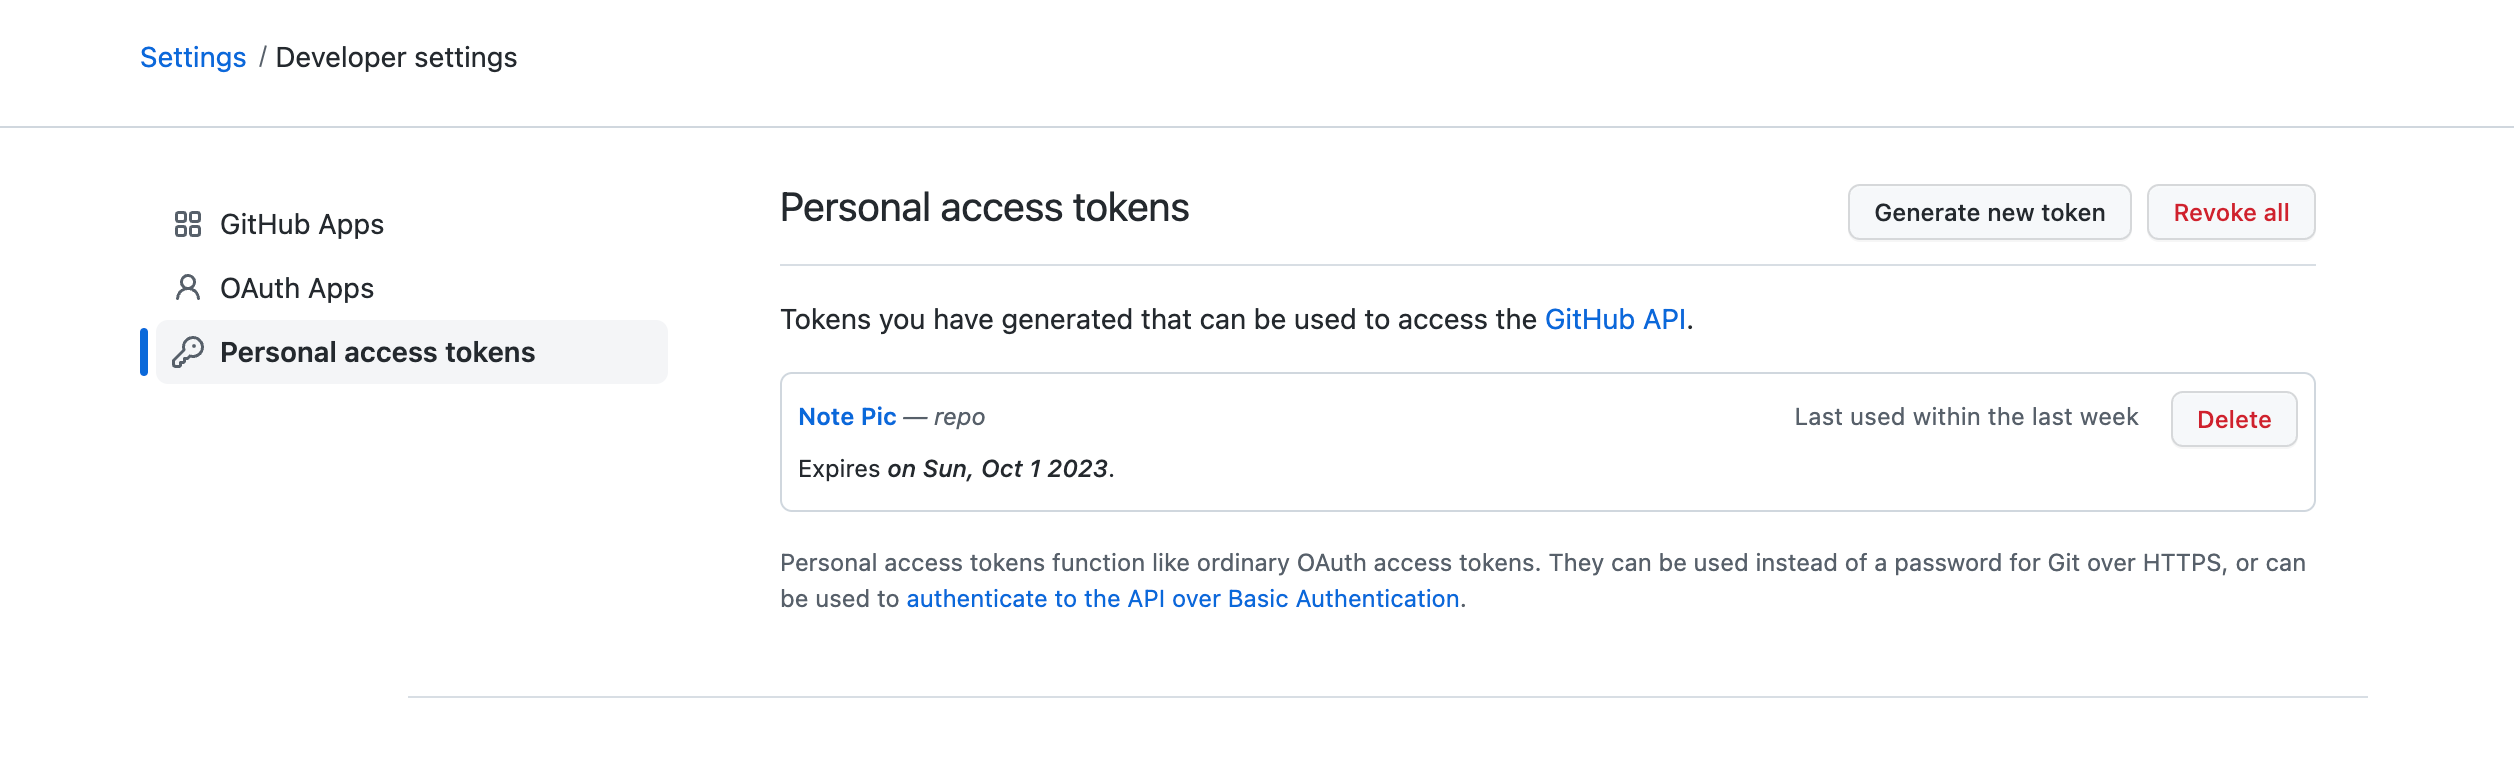 Settings / Developer settings
GitHub Apps
OAuth Apps
Personal access tokens
Personal access tokens
Generate new token
Revoke all
Tokens you have generated that can be used to access the GitHub API.
Note Pic — repo
Last used within the last week
Delete
Expires on Sun, Oct 1 2023.
Personal access tokens function like ordinary OAuth access tokens. They can be used instead of a password for Git over HTTPS, or can
be used to authenticate to the API over Basic Authentication.